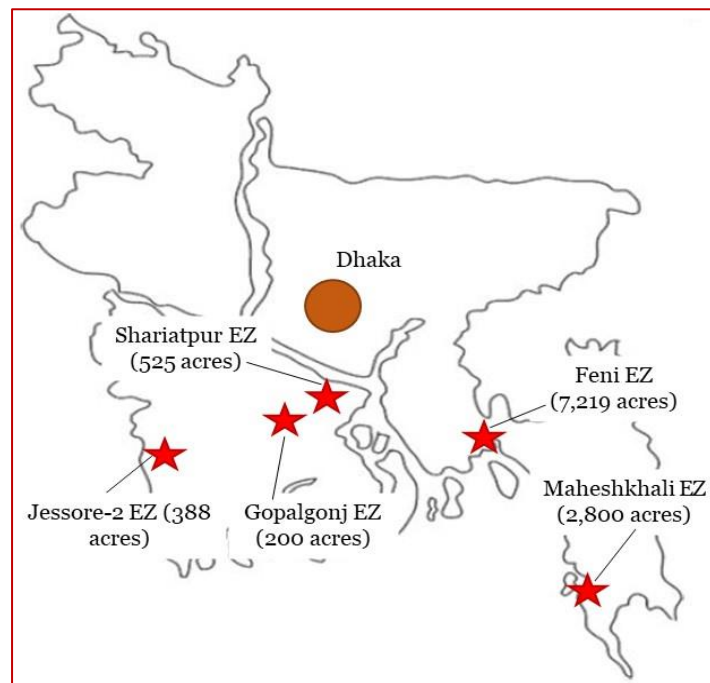 Dhaka
Shariatpur EZ
(525 acres)
Feni EZ
(7,219 acres)
Jessore-2 EZ (388
acres)
Gopalgonj EZ
(200 acres)
Maheshkhali EZ
(2,800 acres)